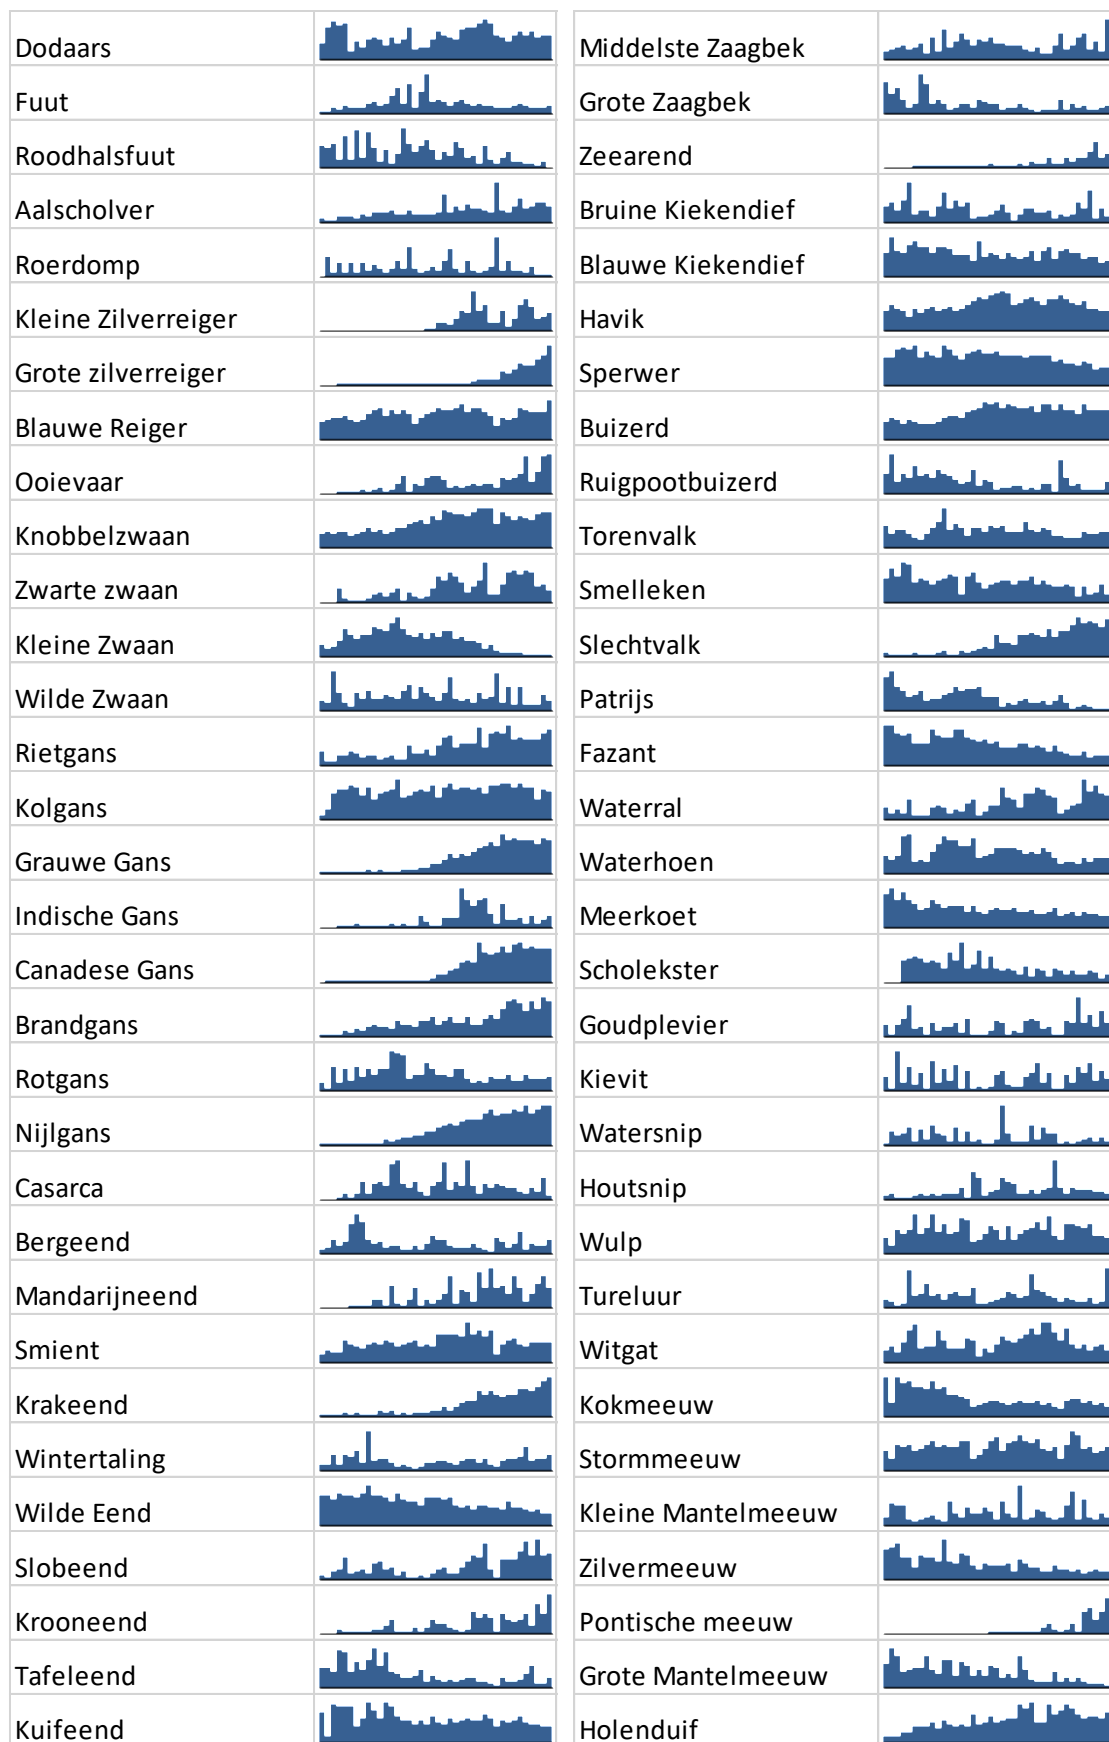 Dodaars
Fuut
Roodhalsfuut
Aalscholver
Roerdomp
Kleine Zilverreiger
Grote zilverreiger
Blauwe Reiger
Ooievaar
Knobbelzwaan
Zwarte zwaan
Kleine Zwaan
Wilde Zwaan
Rietgans
Kolgans
Grauwe Gans
Indische Gans
Canadese Gans
Brandgans
Rotgans
Nijlgans
Casarca
Bergeend
Mandarijneend
Smient
Krakeend
Wintertaling
Wilde Eend
Slobeend
Krooneend
Tafeleend
Kuifeend
Middelste Zaagbek
Grote Zaagbek
Zeearend
Bruine Kiekendief
Blauwe Kiekendief
Havik
Sperwer
Buizerd
Ruigpootbuizerd
Torenvalk
Smelleken
Slechtvalk
Patrijs
Fazant
Waterral
Waterhoen
Meerkoet
Scholekster
Goudplevier
Kievit
Watersnip
Houtsnip
Wulp
Tureluur
Witgat
Kokmeeuw
Stormmeeuw
Kleine Mantelmeeuw
Zilvermeeuw
Pontische meeuw
Grote Mantelmeeuw
Holenduif